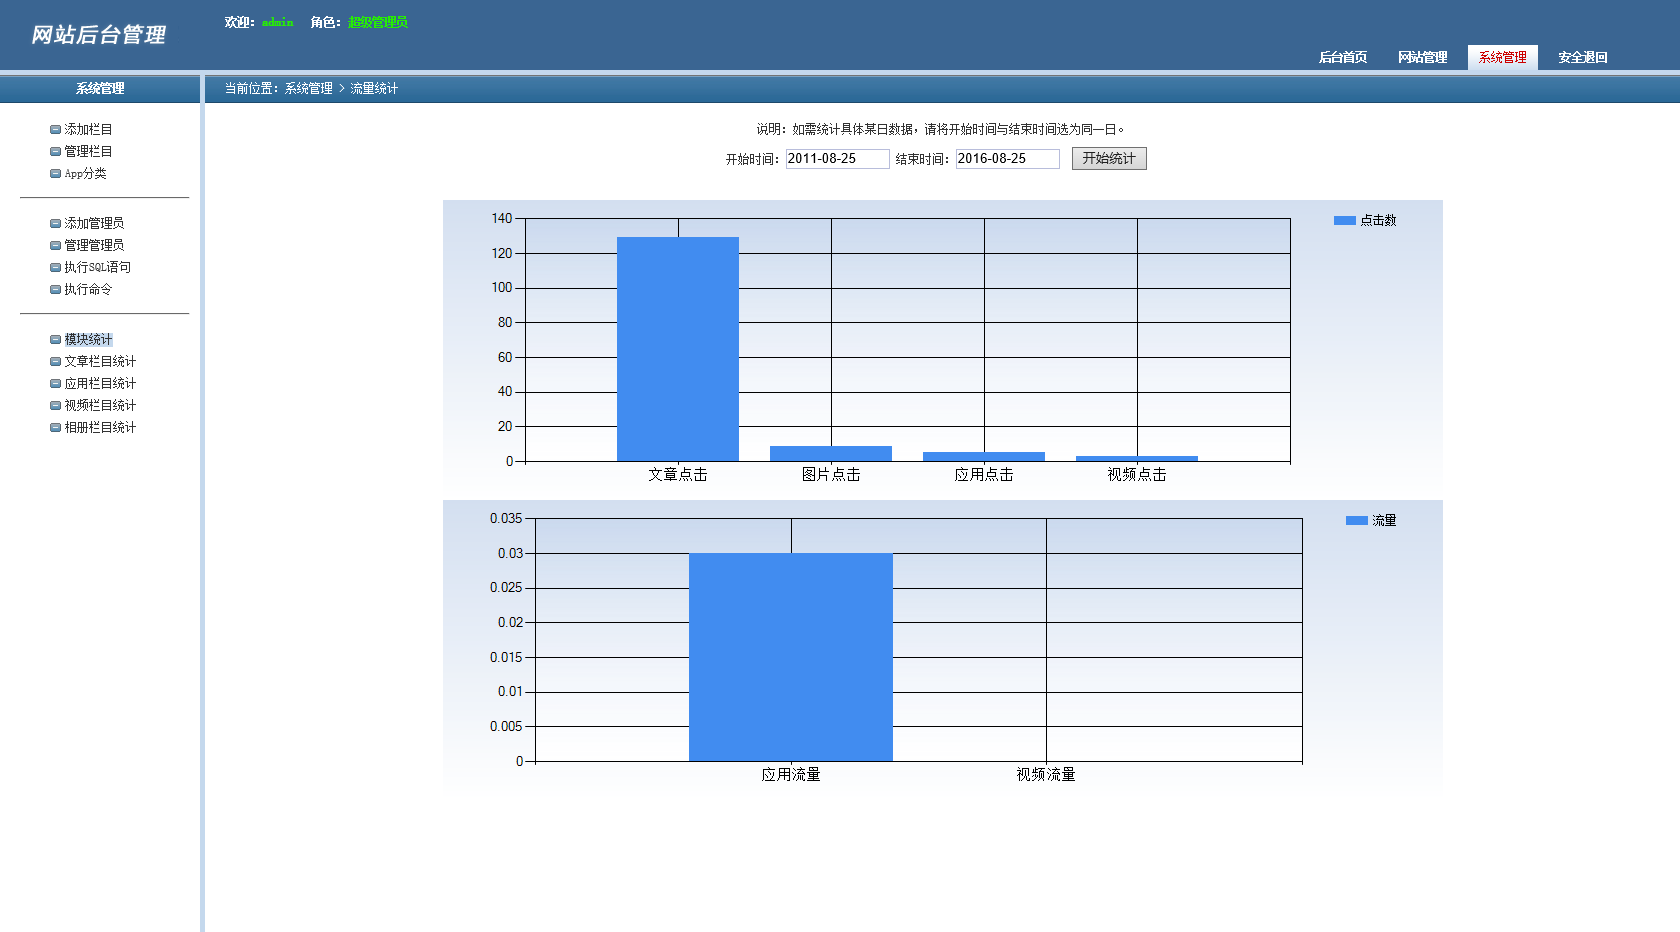 网站后台管理
欢迎：admin 角色：超级管理员
后台首页 网站管理 系统管理 安全退回
系统管理
当前位置：系统管理 > 流量统计
添加栏目
管理栏目
App分类
添加管理员
管理管理员
执行SQL语句
执行命令
模块统计
文章栏目统计
应用栏目统计
视频栏目统计
相册栏目统计
说明：如需统计具体某日数据，请将开始时间与结束时间选为同一日。
开始时间：2011-08-25 结束时间：2016-08-25 开始统计
点击数
140
120
100
80
60
40
20
0
文章点击 图片点击 应用点击 视频点击
流量
0.035
0.03
0.025
0.02
0.015
0.01
0.005
0
应用流量 视频流量